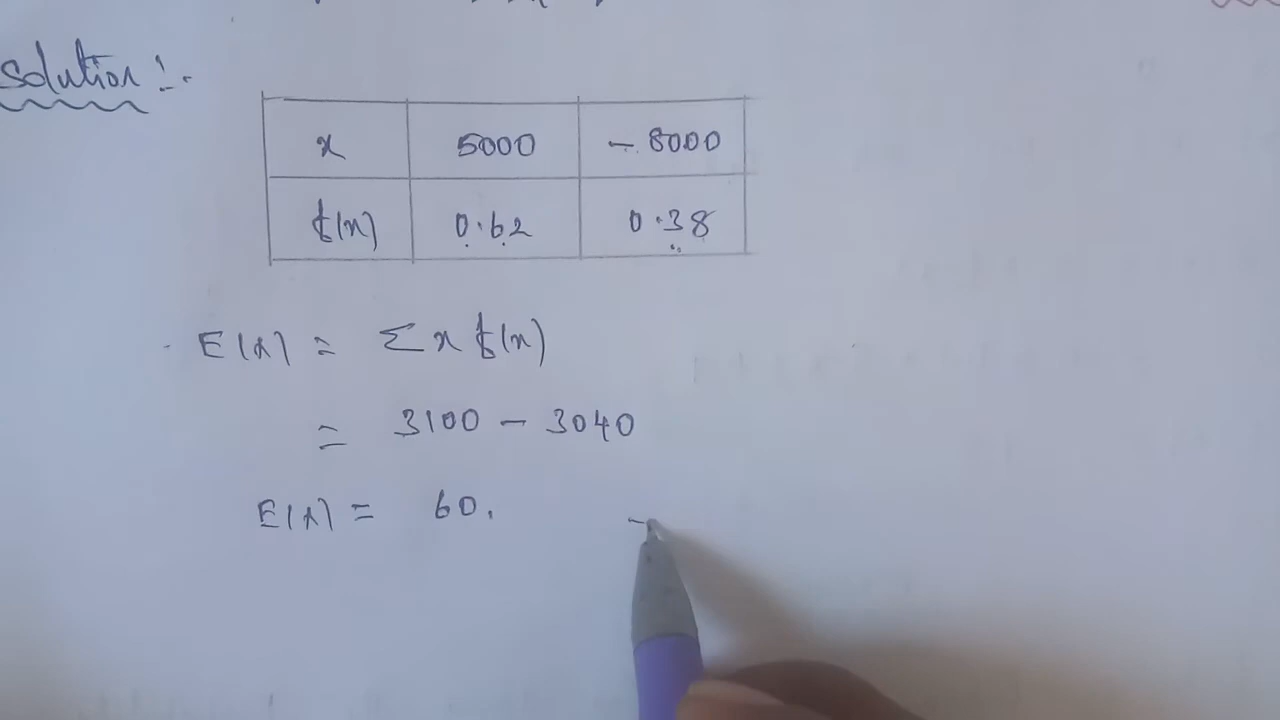 Solution :-
x 5000 - 8000
f(x) 0.62 0.38
E(x) = Σ x f(x)
= 3100 - 3040
E(x) = 60.